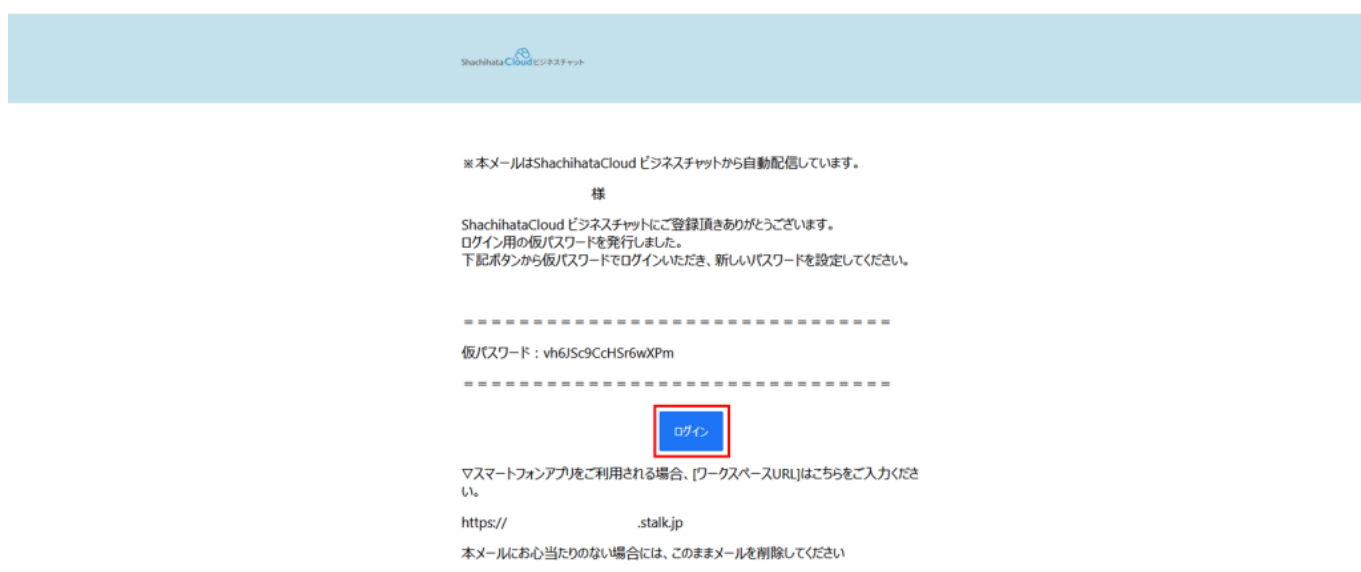 ShachihataCloudビジネスチャット
※本メールはShachihataCloud ビジネスチャットから自動配信しています。
様
ShachihataCloud ビジネスチャットにご登録頂きありがとうございます。
ログイン用の仮パスワードを発行しました。
下記ボタンから仮パスワードでログインいただき、新しいパスワードを設定してください。
===============================
仮パスワード：vh6JSc9CcHSr6wXPm
===============================
ログイン
▽スマートフォンアプリをご利用される場合、[ワークスペースURL]はこちらをご入力くださ
い。
https:// .stalk.jp
本メールにお心当たりのない場合には、このままメールを削除してください